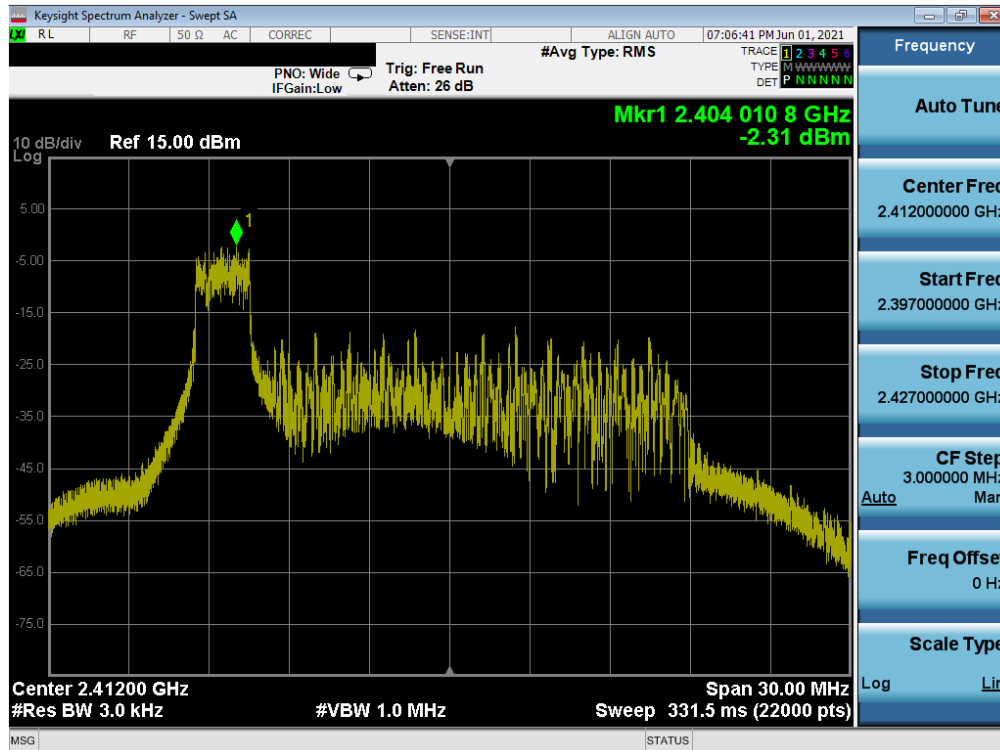 Keysight Spectrum Analyzer - Swept SA
LXI RL RF 50 Ω AC CORREC SENSE:INT ALIGN AUTO 07:06:41 PM Jun 01, 2021
#Avg Type: RMS
TRACE 1 2 3 4 5 6
TYPE M WWWWW
DET P N N N N N
PNO: Wide
IFGain:Low
Trig: Free Run
Atten: 26 dB
Mkr1 2.404 010 8 GHz
-2.31 dBm
10 dB/div
Log
Ref 15.00 dBm
1
5.00
-5.00
-15.0
-25.0
-35.0
-45.0
-55.0
-65.0
-75.0
Center 2.41200 GHz
Span 30.00 MHz
#Res BW 3.0 kHz
#VBW 1.0 MHz
Sweep 331.5 ms (22000 pts)
MSG
STATUS
Frequency
Auto Tune
Center Freq
2.412000000 GHz
Start Freq
2.397000000 GHz
Stop Freq
2.427000000 GHz
CF Step
3.000000 MHz
Auto Man
Freq Offset
0 Hz
Scale Type
Log Lin